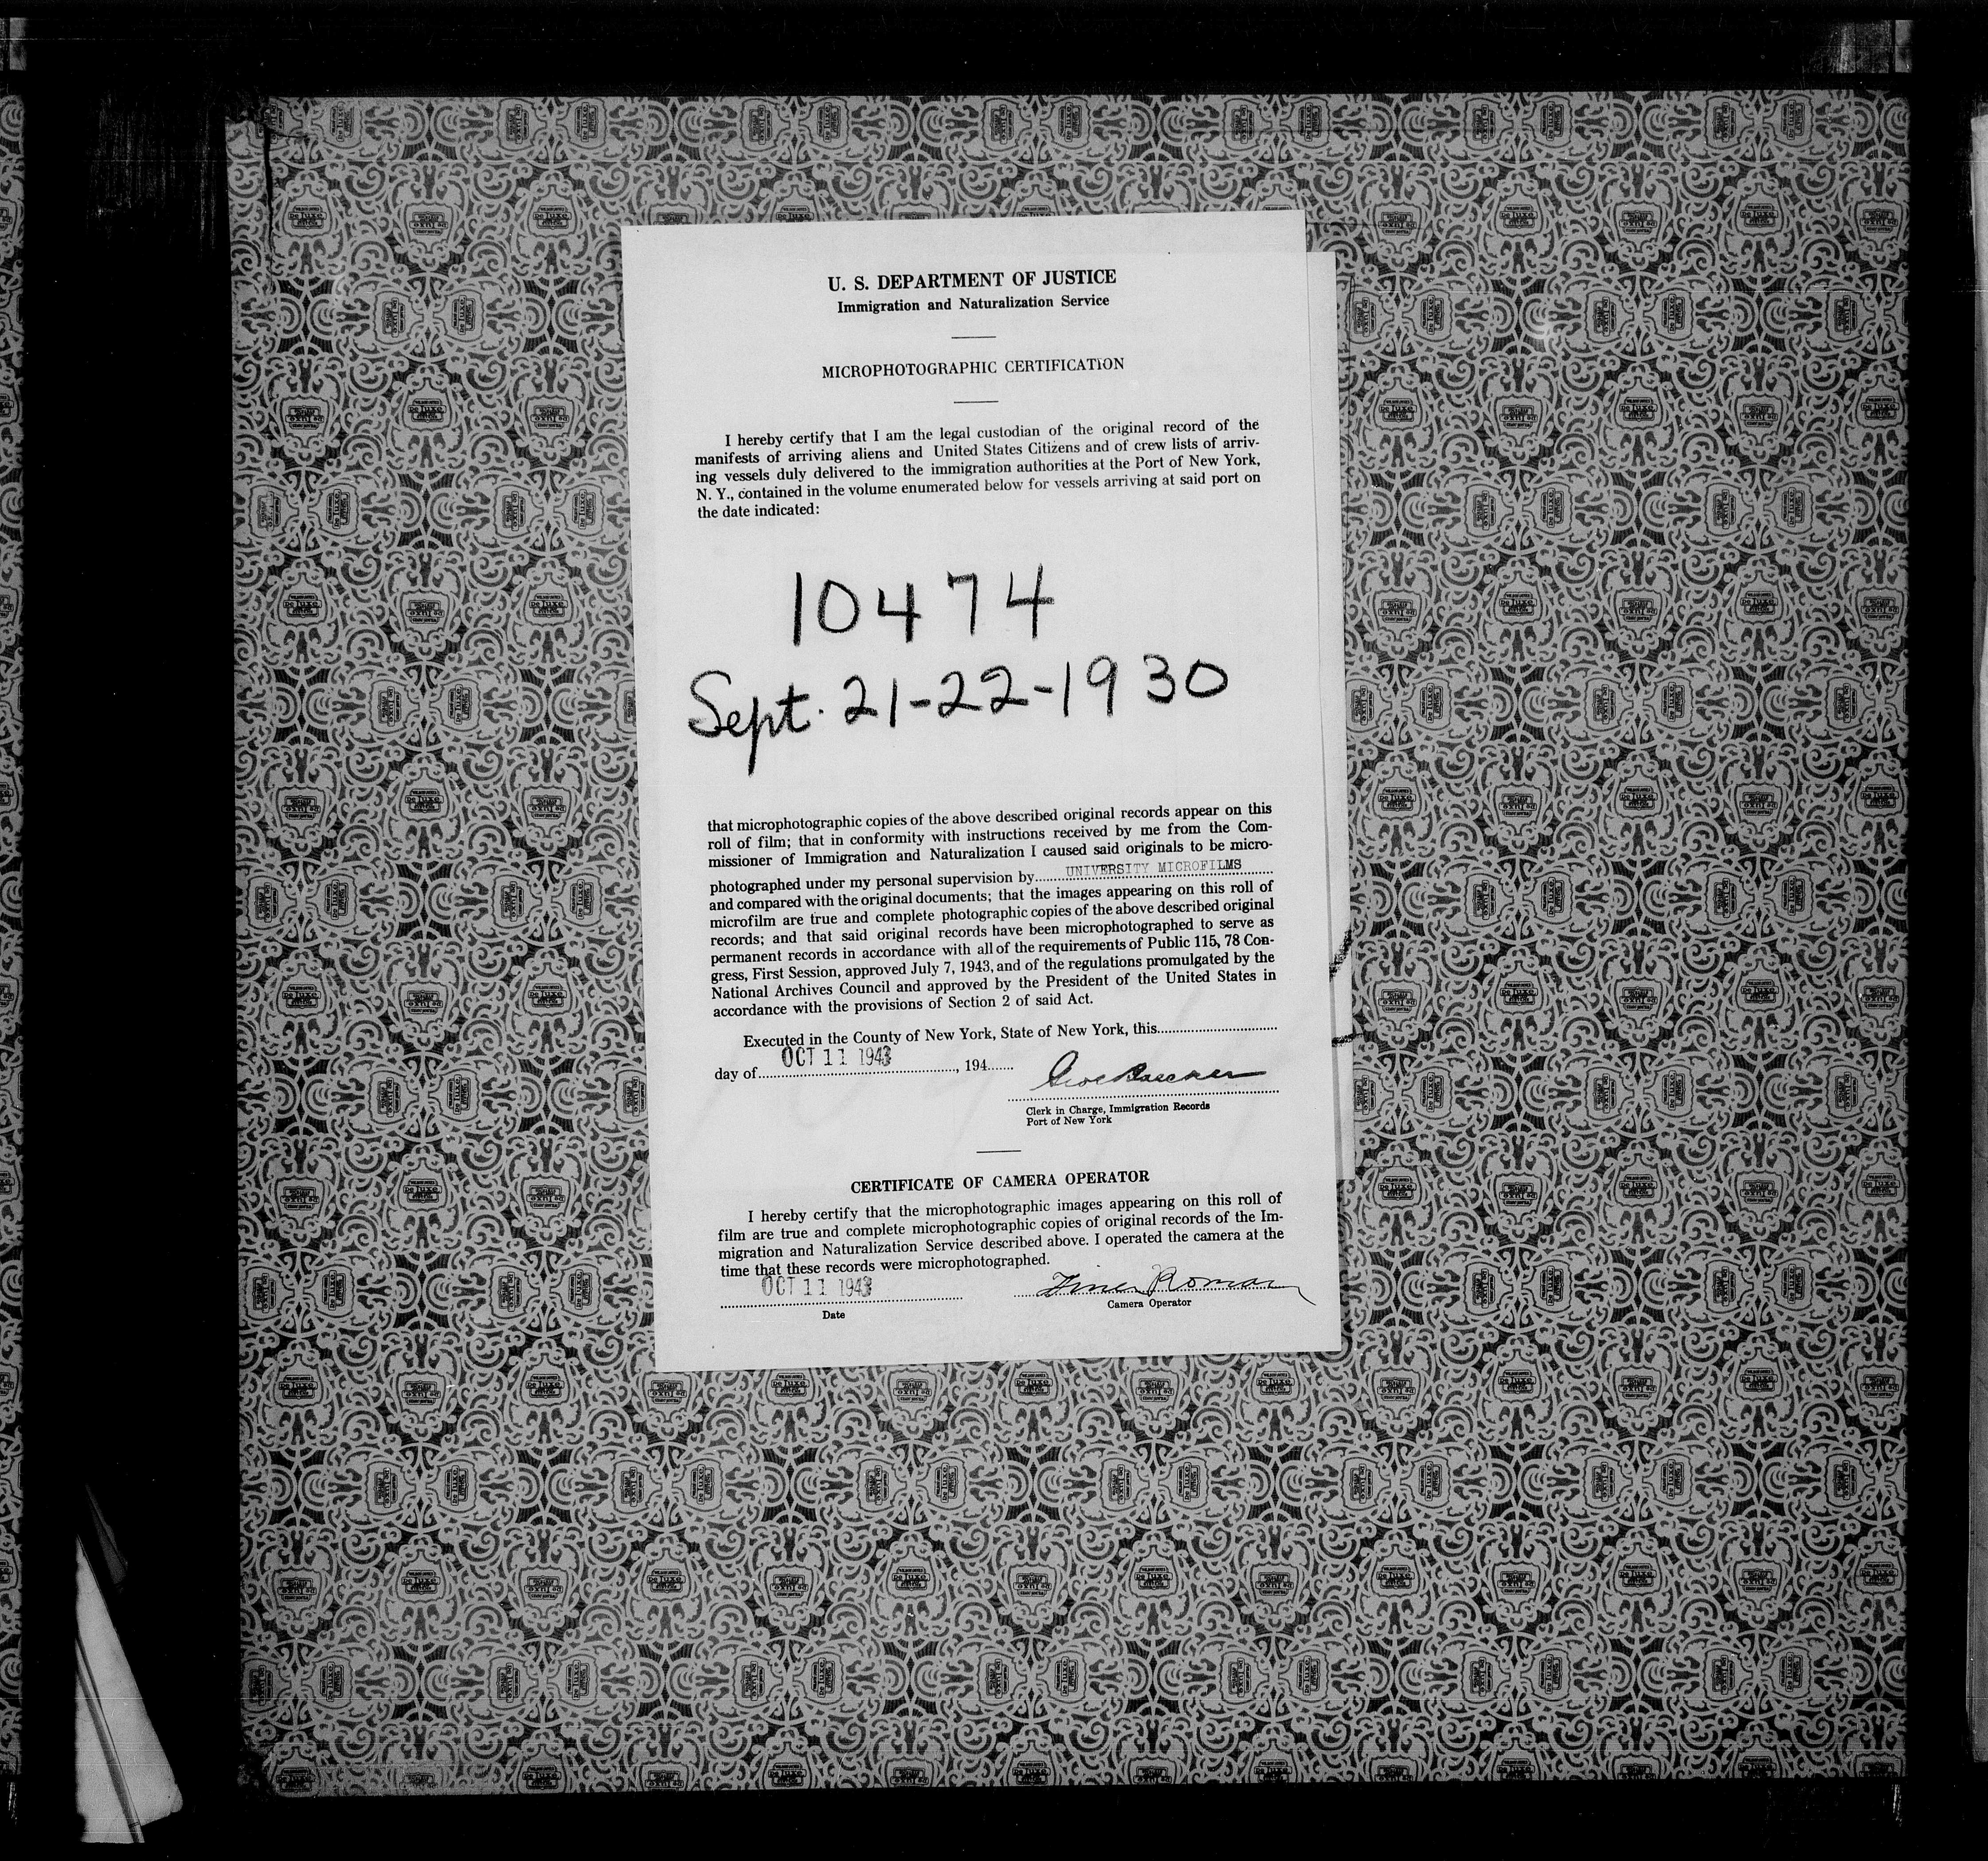 U. S. DEPARTMENT OF JUSTICE
Immigration and Naturalization Service
MICROPHOTOGRAPHIC CERTIFICATION
I hereby certify that I am the legal custodian of the original record of the
manifests of arriving aliens and United States Citizens and of crew lists of arriv-
ing vessels duly delivered to the immigration authorities at the Port of New York,
N. Y., contained in the volume enumerated below for vessels arriving at said port on
the date indicated:
10474
Sept. 21-22-1930
that microphotographic copies of the above described original records appear on this
roll of film; that in conformity with instructions received by me from the Com-
missioner of Immigration and Naturalization I caused said originals to be micro-
photographed under my personal supervision by UNIVERSITY MICROFILMS
and compared with the original documents; that the images appearing on this roll of
microfilm are true and complete photographic copies of the above described original
records; and that said original records have been microphotographed to serve as
permanent records in accordance with all of the requirements of Public 115, 78 Con-
gress, First Session, approved July 7, 1943, and of the regulations promulgated by the
National Archives Council and approved by the President of the United States in
accordance with the provisions of Section 2 of said Act.
Executed in the County of New York, State of New York, this
day of OCT 11 1943, 194
Clerk in Charge, Immigration Records
Port of New York
CERTIFICATE OF CAMERA OPERATOR
I hereby certify that the microphotographic images appearing on this roll of
film are true and complete microphotographic copies of original records of the Im-
migration and Naturalization Service described above. I operated the camera at the
time that these records were microphotographed.
OCT 11 1943 Roman
Date Camera Operator